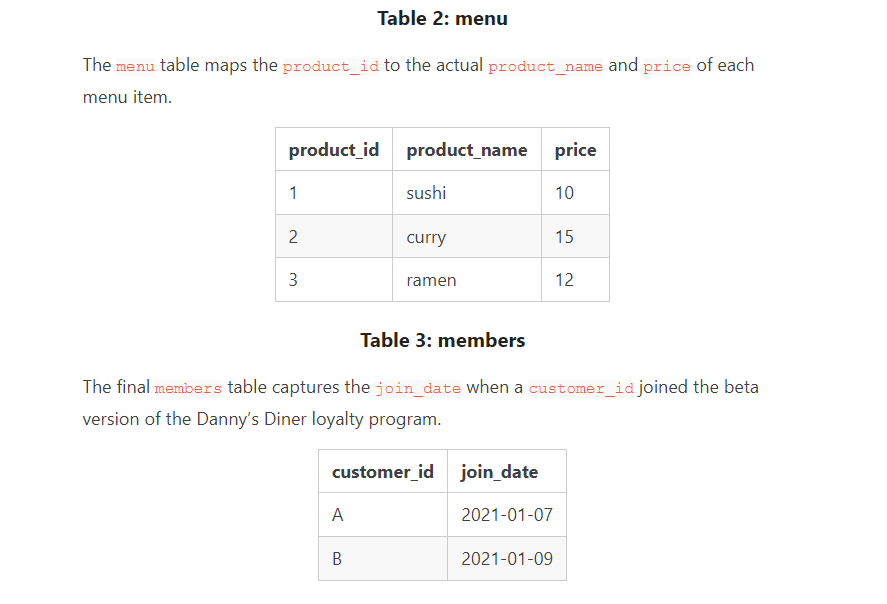 Table 2: menu
The menu table maps the product_id to the actual product_name and price of each
menu item.
product_id product_name price
1 sushi 10
2 curry 15
3 ramen 12
Table 3: members
The final members table captures the join_date when a customer_id joined the beta
version of the Danny’s Diner loyalty program.
customer_id join_date
A 2021-01-07
B 2021-01-09